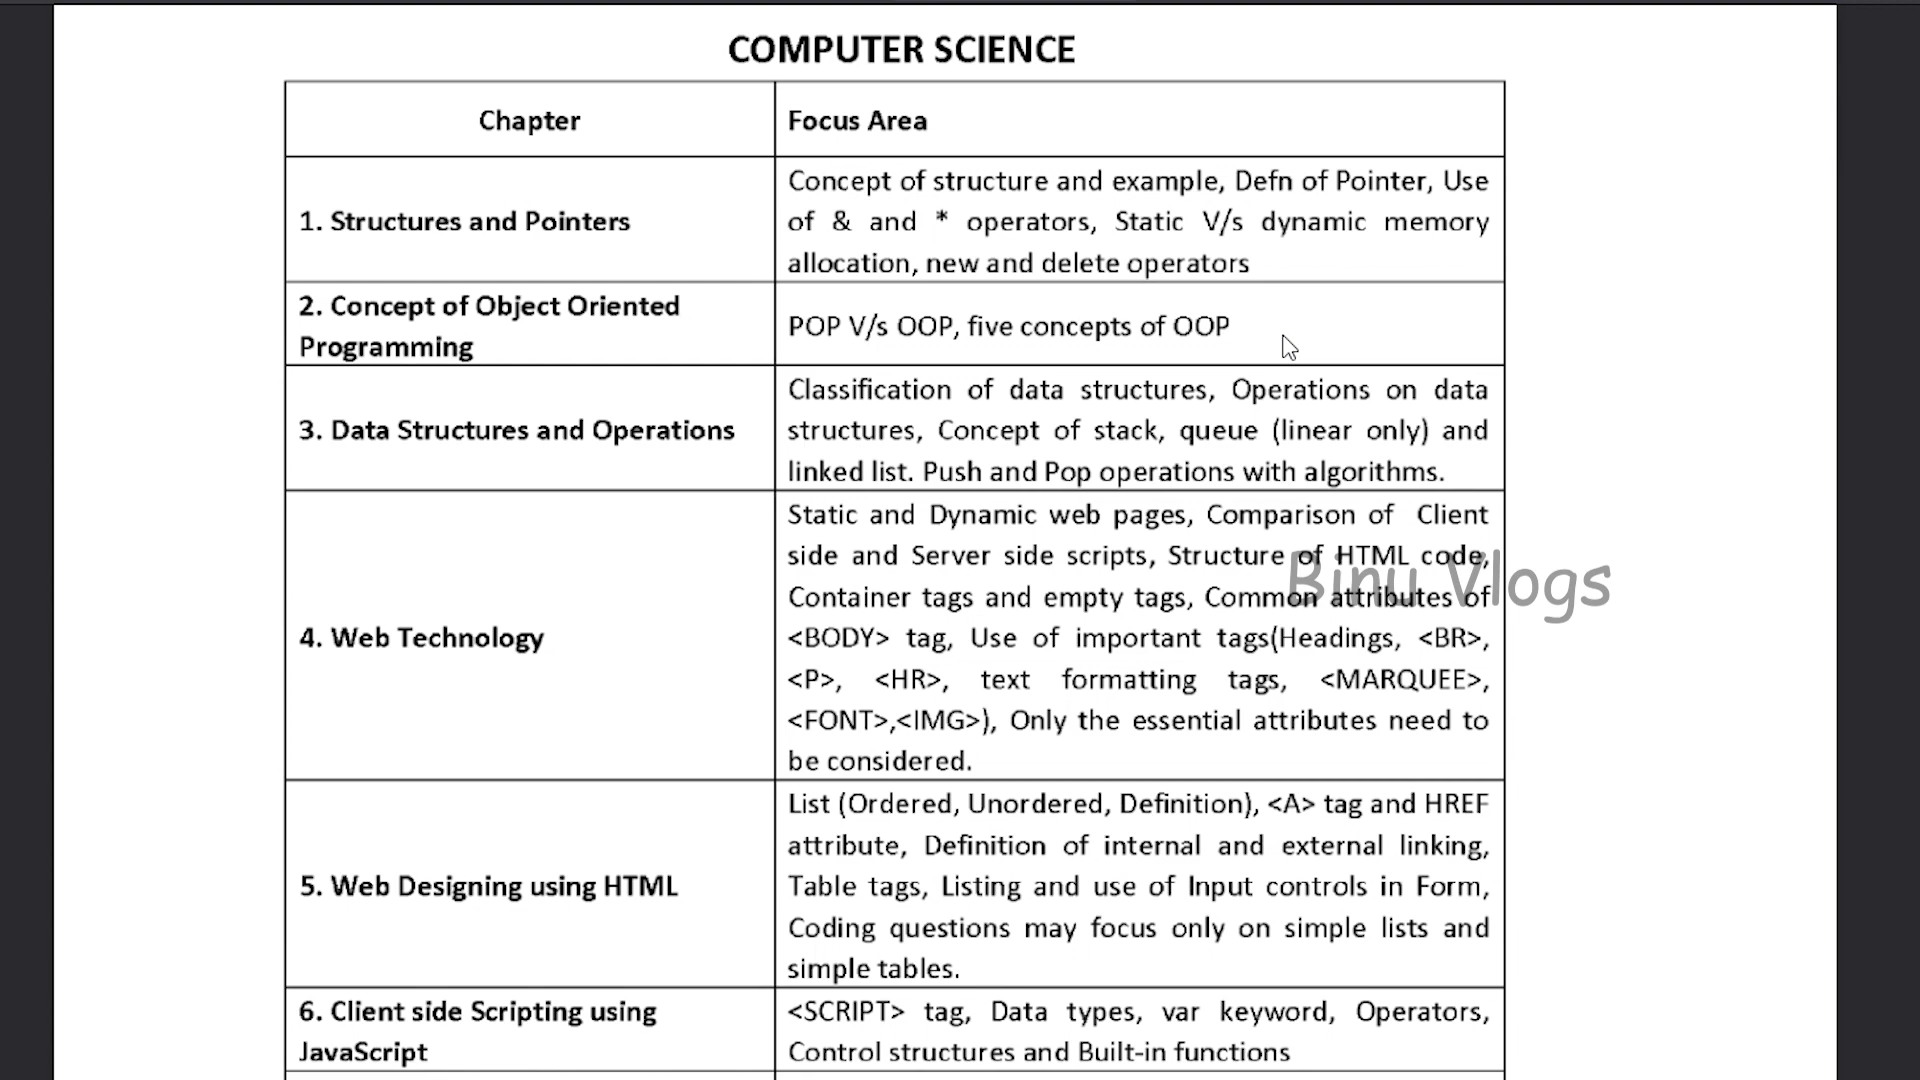 COMPUTER SCIENCE
Chapter
Focus Area
1. Structures and Pointers
Concept of structure and example, Defn of Pointer, Use
of & and * operators, Static V/s dynamic memory
allocation, new and delete operators
2. Concept of Object Oriented
Programming
POP V/s OOP, five concepts of OOP
3. Data Structures and Operations
Classification of data structures, Operations on data
structures, Concept of stack, queue (linear only) and
linked list. Push and Pop operations with algorithms.
4. Web Technology
Static and Dynamic web pages, Comparison of Client
side and Server side scripts, Structure of HTML code,
Container tags and empty tags, Common attributes of
<BODY> tag, Use of important tags(Headings, <BR>,
<P>, <HR>, text formatting tags, <MARQUEE>,
<FONT>,<IMG>), Only the essential attributes need to
be considered.
Binu Vlogs
5. Web Designing using HTML
List (Ordered, Unordered, Definition), <A> tag and HREF
attribute, Definition of internal and external linking,
Table tags, Listing and use of Input controls in Form,
Coding questions may focus only on simple lists and
simple tables.
6. Client side Scripting using
JavaScript
<SCRIPT> tag, Data types, var keyword, Operators,
Control structures and Built-in functions